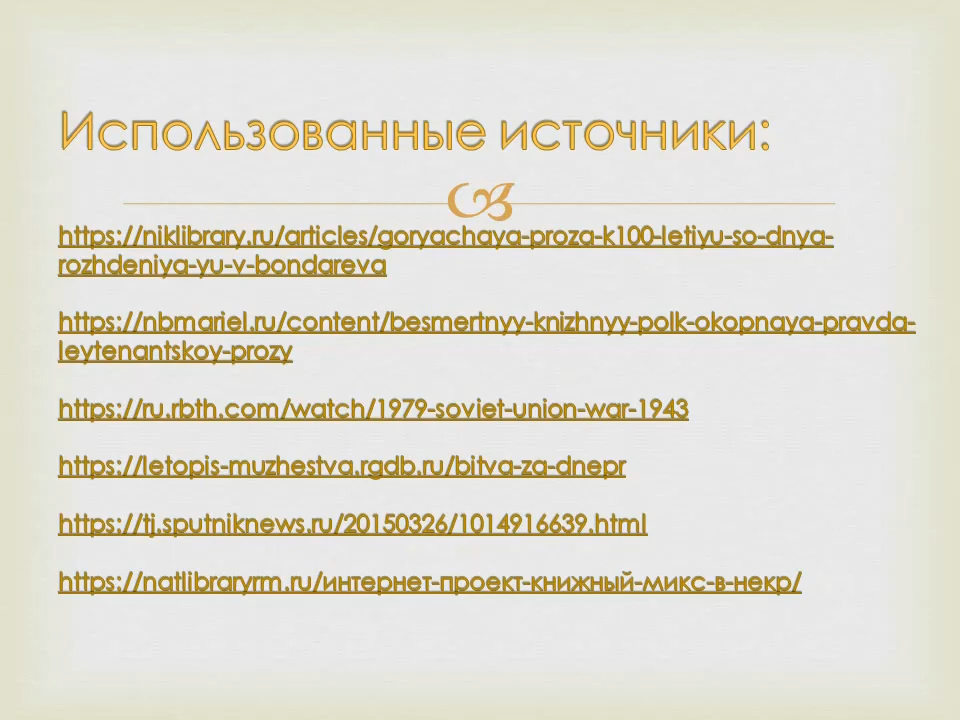 Использованные источники:
https://niklibrary.ru/articles/goryachaya-proza-k100-letiyu-so-dnya-
rozhdeniya-yu-v-bondareva
https://nbmariel.ru/content/besmertnyy-knizhnyy-polk-okopnaya-pravda-
leytenantskoy-prozy
https://ru.rbth.com/watch/1979-soviet-union-war-1943
https://letopis-muzhestva.rgdb.ru/bitva-za-dnepr
https://tj.sputniknews.ru/20150326/1014916639.html
https://natlibraryrm.ru/интернет-проект-книжный-микс-в-некр/